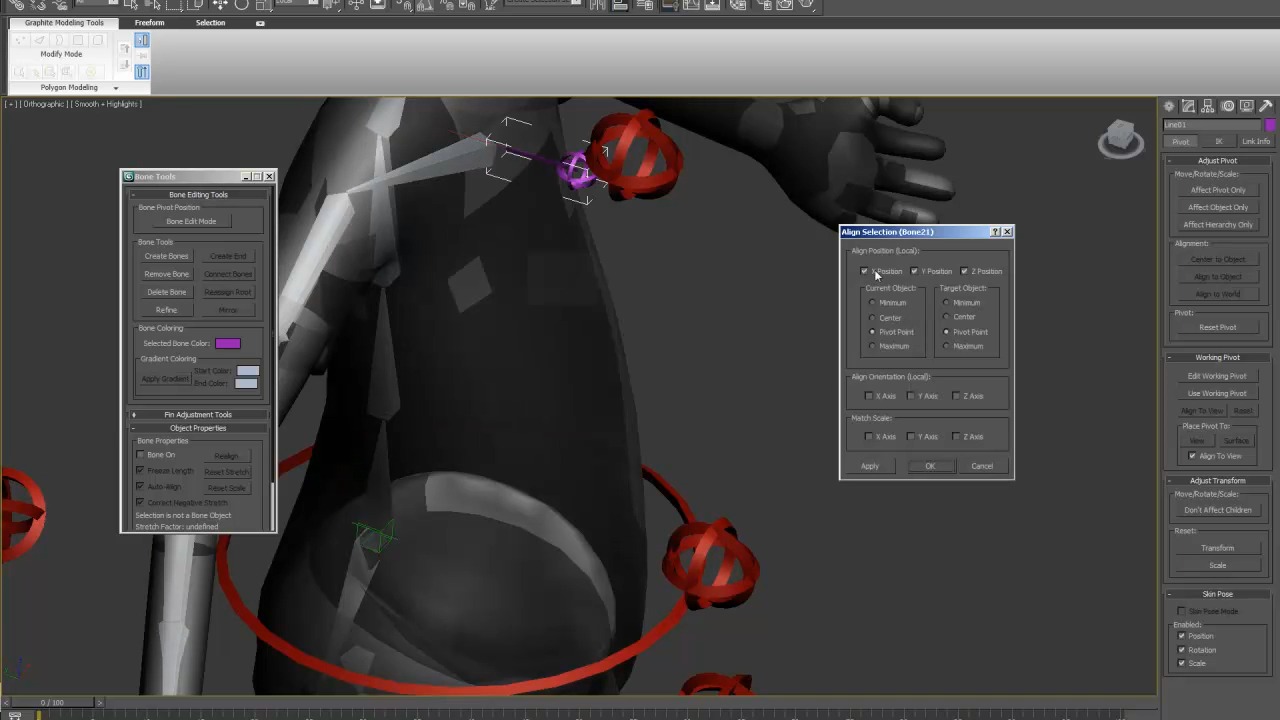 Local
Graphite Modeling Tools
Freeform
Selection
Modify Mode
Polygon Modeling
[ + ] [ Orthographic ] [ Smooth + Highlights ]
Line01
Pivot
IK
Link Info
Adjust Pivot
Move/Rotate/Scale:
Affect Pivot Only
Affect Object Only
Affect Hierarchy Only
Alignment:
Center to Object
Align to Object
Align to World
Pivot:
Reset Pivot
Working Pivot
Edit Working Pivot
Use Working Pivot
Align To View
Reset
Place Pivot To:
View
Surface
Align To View
Adjust Transform
Move/Rotate/Scale:
Don't Affect Children
Reset:
Transform
Scale
Skin Pose
Skin Pose Mode
Enabled:
Position
Rotation
Scale
Bone Tools
Bone Editing Tools
Bone Pivot Position
Bone Edit Mode
Bone Tools
Create Bones
Create End
Remove Bone
Connect Bones
Delete Bone
Reassign Root
Refine
Mirror
Bone Coloring
Selected Bone Color:
Gradient Coloring
Apply Gradient
Start Color:
End Color:
Fin Adjustment Tools
Object Properties
Bone Properties
Bone On
Realign
Freeze Length
Reset Stretch
Auto-Align
Reset Scale
Correct Negative Stretch
Selection is not a Bone Object
Stretch Factor: undefined
Align Selection (Bone21)
Align Position (Local):
X Position
Y Position
Z Position
Current Object:
Target Object:
Minimum
Minimum
Center
Center
Pivot Point
Pivot Point
Maximum
Maximum
Align Orientation (Local):
X Axis
Y Axis
Z Axis
Match Scale:
X Axis
Y Axis
Z Axis
Apply
OK
Cancel
0 / 100